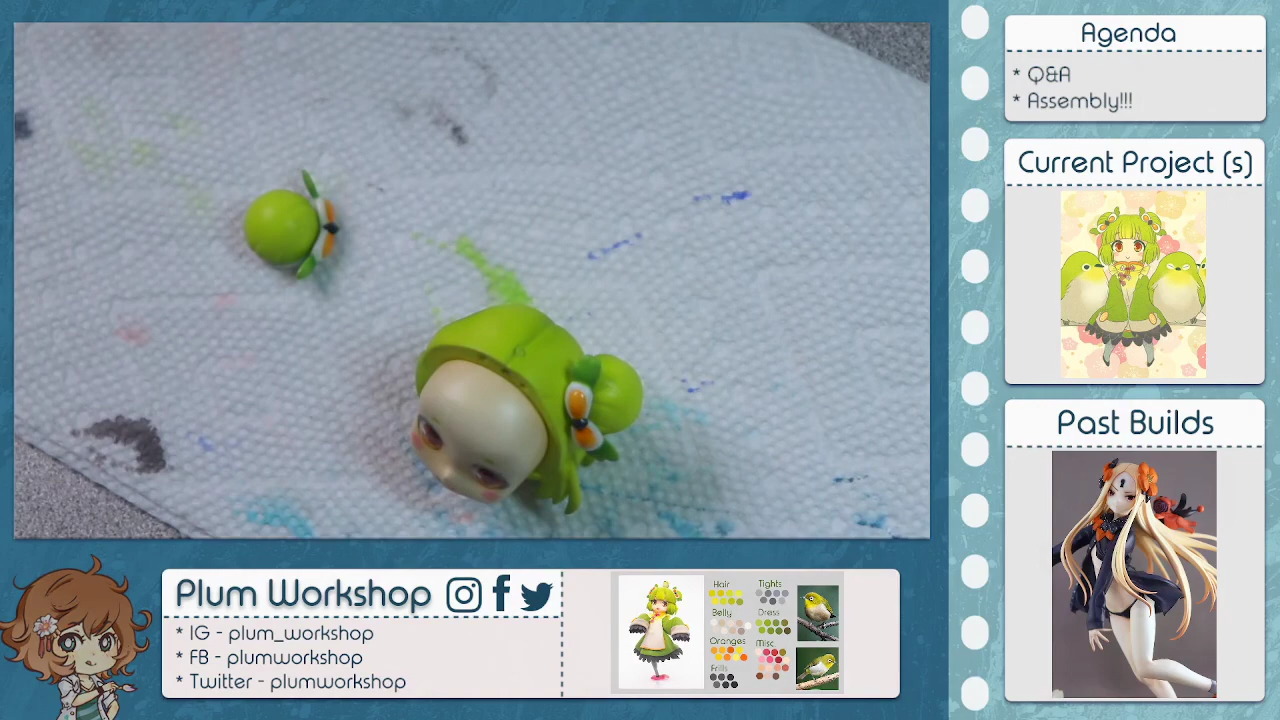 Agenda
* Q&A
* Assembly!!!
Current Project (s)
Past Builds
Plum Workshop
* IG - plum_workshop
* FB - plumworkshop
* Twitter - plumworkshop
Hair
Tights
Belly
Dress
Oranges
Misc.
Frills